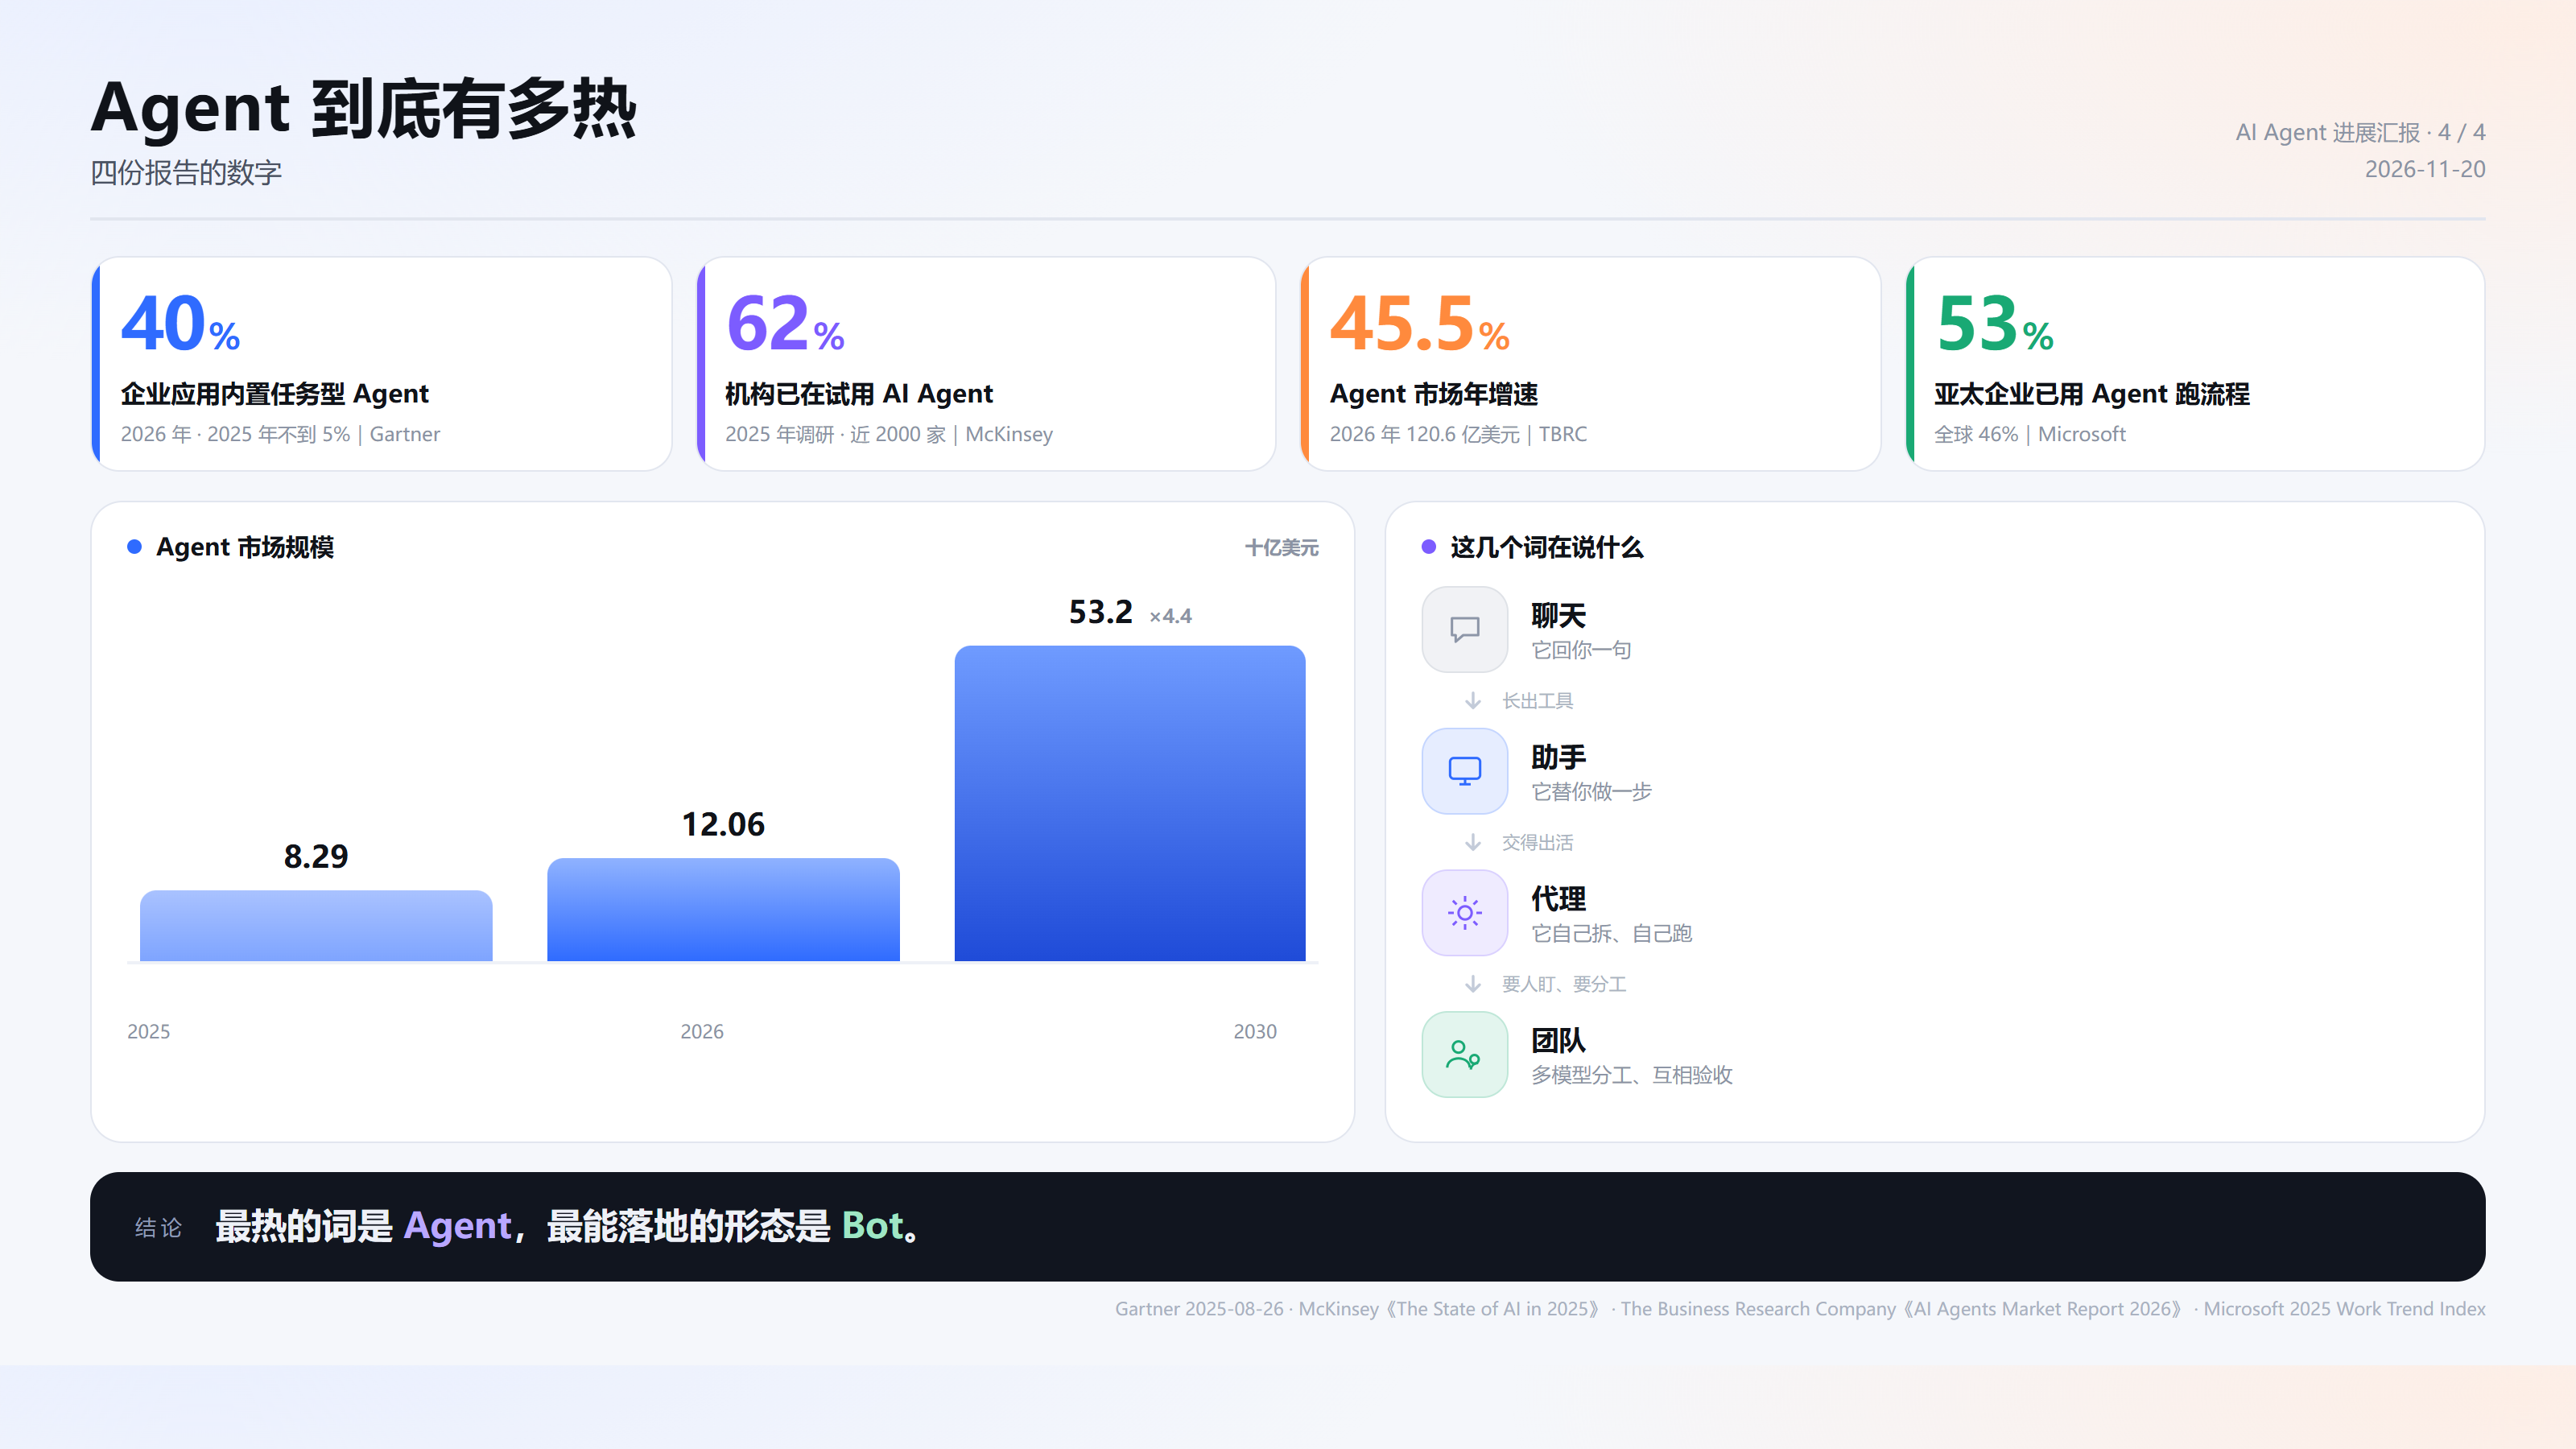 Agent 到底有多热
四份报告的数字
AI Agent 进展汇报 · 4 / 4
2026-11-20
40%
企业应用内置任务型 Agent
2026 年 · 2025 年不到 5% | Gartner
62%
机构已在试用 AI Agent
2025 年调研 · 近 2000 家 | McKinsey
45.5%
Agent 市场年增速
2026 年 120.6 亿美元 | TBRC
53%
亚太企业已用 Agent 跑流程
全球 46% | Microsoft
Agent 市场规模
十亿美元
8.29
12.06
53.2 ×4.4
2025
2026
2030
这几个词在说什么
聊天
它回你一句
↓ 长出工具
助手
它替你做一步
↓ 交得出活
代理
它自己拆、自己跑
↓ 要人盯、要分工
团队
多模型分工、互相验收
结论 最热的词是 Agent，最能落地的形态是 Bot。
Gartner 2025-08-26 · McKinsey《The State of AI in 2025》 · The Business Research Company《AI Agents Market Report 2026》 · Microsoft 2025 Work Trend Index